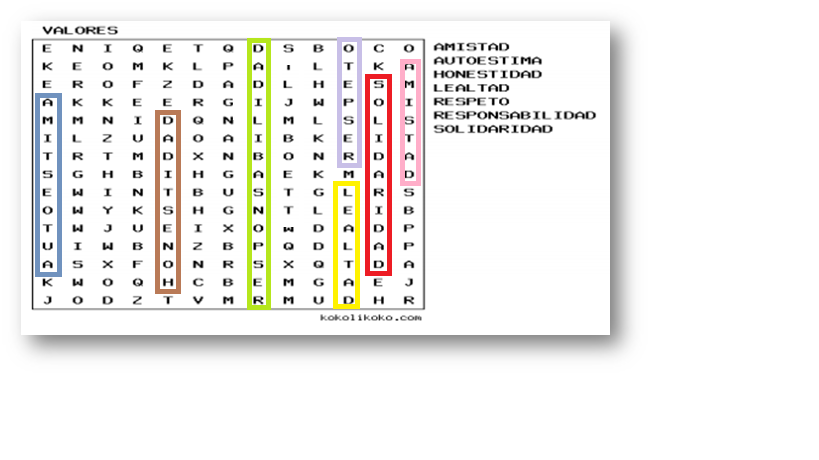 VALORES
E N I Q E T Q D S B O C O
K E O M K L P A I L T K A
E R O F Z D A D L H E S M
A K K E E R G I J W P O I
M M N I D Q N L M L S L S
I L Z U A O A I B K E I T
T R T M D X N B O N R D A
S G H B I H G A E K M A D
E W I N T B U S T G L R S
O W Y K S H G N T L E I B
T W J U E I X O W D A D P
U I W B N Z B P Q D L A P
A S X F O N R S X Q T D A
K W O Q H C B E M G A E J
J O D Z T V M R M U D H R
AMISTAD
AUTOESTIMA
HONESTIDAD
LEALTAD
RESPETO
RESPONSABILIDAD
SOLIDARIDAD
kokolikoko.com